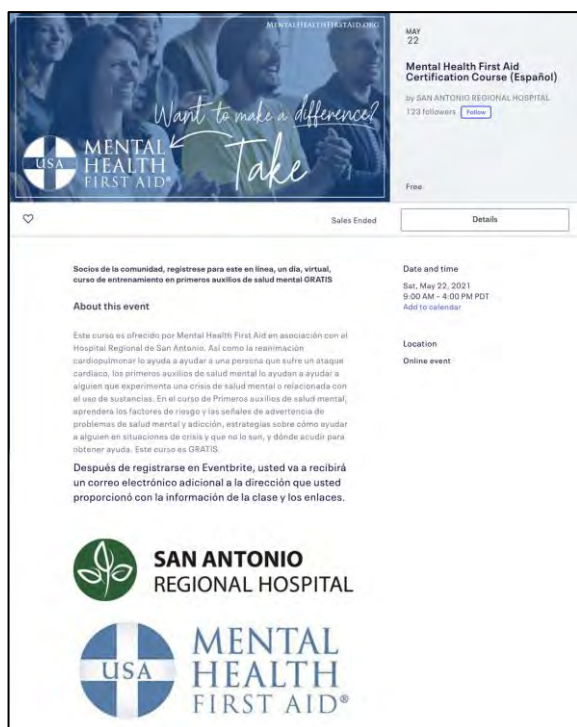 MENTALHEALTHFIRSTAID.ORG
Want to make a difference?
Take
USA
MENTAL
HEALTH
FIRST AID®
MAY
22
Mental Health First Aid
Certification Course (Español)
by SAN ANTONIO REGIONAL HOSPITAL
123 followers Follow
Free
Sales Ended
Details
Socios de la comunidad, regístrese para este en línea, un día, virtual,
curso de entrenamiento en primeros auxilios de salud mental GRATIS
About this event
Este curso es ofrecido por Mental Health First Aid en asociación con el
Hospital Regional de San Antonio. Así como la reanimación
cardiopulmonar lo ayuda a ayudar a una persona que sufre un ataque
cardíaco, los primeros auxilios de salud mental lo ayudan a ayudar a
alguien que experimenta una crisis de salud mental o relacionada con
el uso de sustancias. En el curso de Primeros auxilios de salud mental,
aprenderá los factores de riesgo y las señales de advertencia de
problemas de salud mental y adicción, estrategias sobre cómo ayudar
a alguien en situaciones de crisis y que no lo son, y dónde acudir para
obtener ayuda. Este curso es GRATIS.
Después de registrarse en Eventbrite, usted va a recibirá
un correo electrónico adicional a la dirección que usted
proporcionó con la información de la clase y los enlaces.
Date and time
Sat, May 22, 2021
9:00 AM – 4:00 PM PDT
Add to calendar
Location
Online event
SAN ANTONIO
REGIONAL HOSPITAL
USA
MENTAL
HEALTH
FIRST AID®